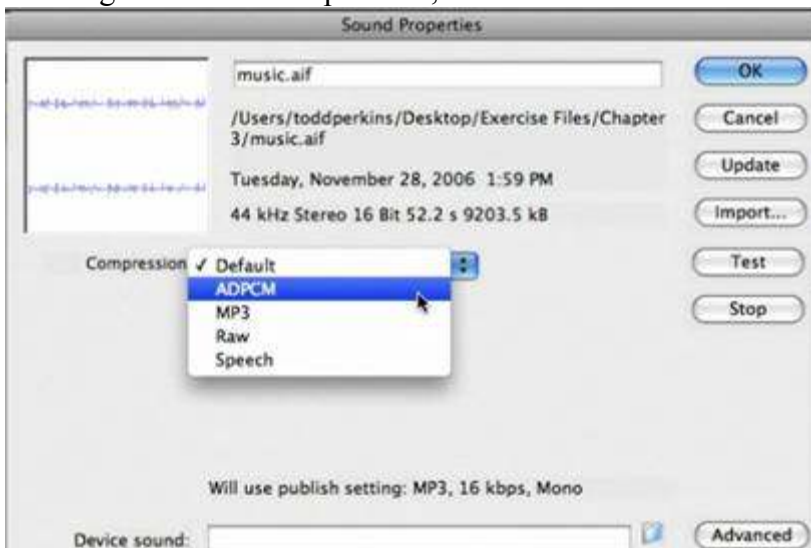 Sound Properties
music.aif
OK
/Users/toddperkins/Desktop/Exercise Files/Chapter
3/music.aif
Cancel
Tuesday, November 28, 2006 1:59 PM
Update
44 kHz Stereo 16 Bit 52.2 s 9203.5 kB
Import...
Compression ✓ Default
Test
ADPCM
MP3
Stop
Raw
Speech
Will use publish setting: MP3, 16 kbps, Mono
Device sound:
Advanced